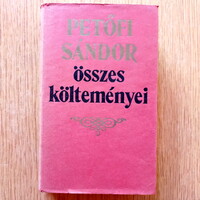 PETŐFI
SÁNDOR
összes
költeményei